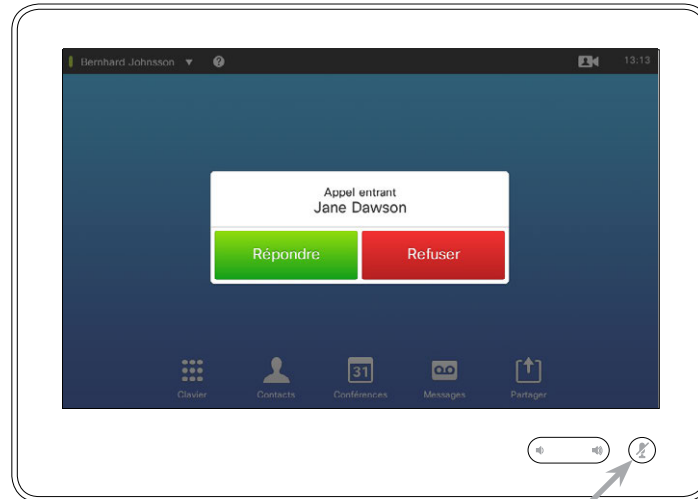 Bernhard Johnsson ▼ ? 13:13
Appel entrant
Jane Dawson
Répondre Refuser
31
Clavier Contacts Conférences Messages Partager